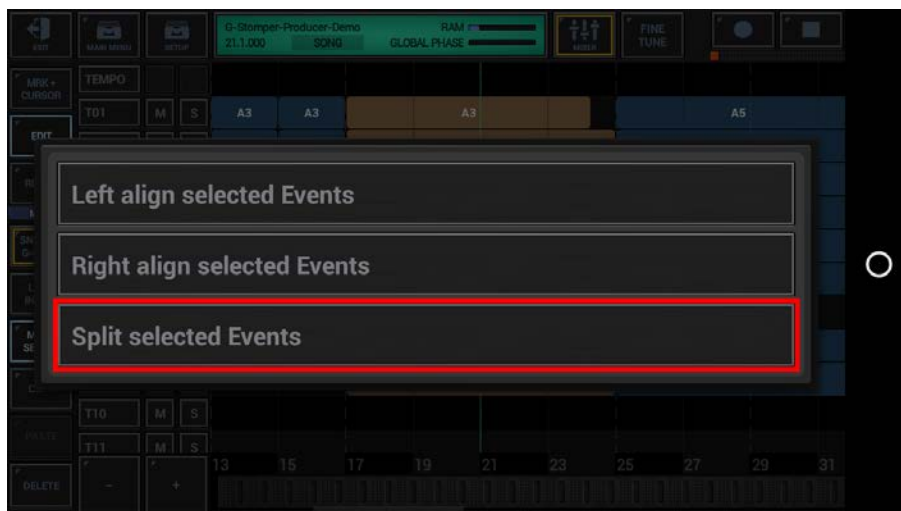 EXIT
MAIN MENU
SETUP
G-Stomper-Producer-Demo
RAM
21.1.000
SONG
GLOBAL PHASE
MIXER
FINE
TUNE
MRK +
CURSOR
TEMPO
T01
M
S
A3
A3
A3
A5
EDIT
Left align selected Events
Right align selected Events
Split selected Events
T10
M
S
PASTE
T11
M
S
13
15
17
19
21
23
25
27
29
31
DELETE
-
+